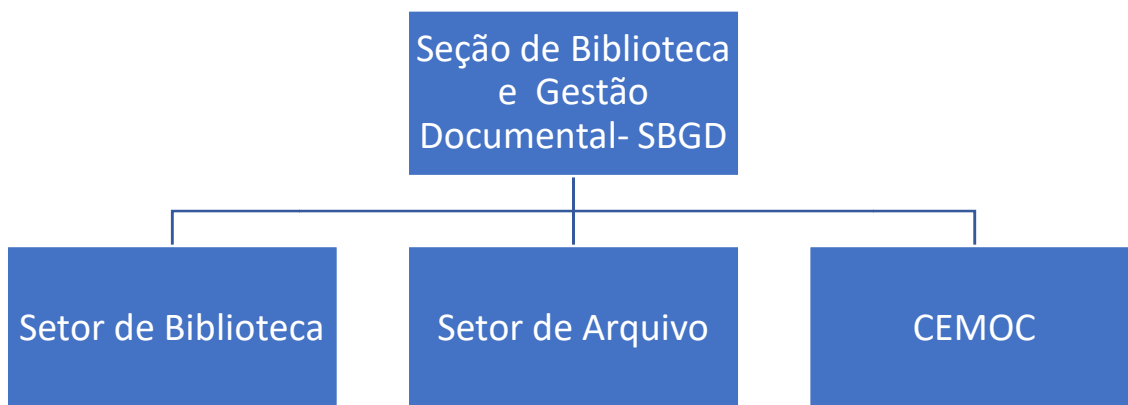 Seção de Biblioteca
e Gestão
Documental- SBGD
Setor de Biblioteca
Setor de Arquivo
CEMOC